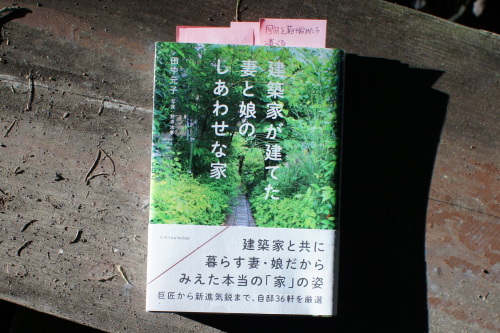 建築家が建てた
妻と娘の
しあわせな家
田中元子
建築家と共に
暮らす妻・娘だから
みえた本当の「家」の姿
巨匠から新進気鋭まで、自邸36軒を厳選